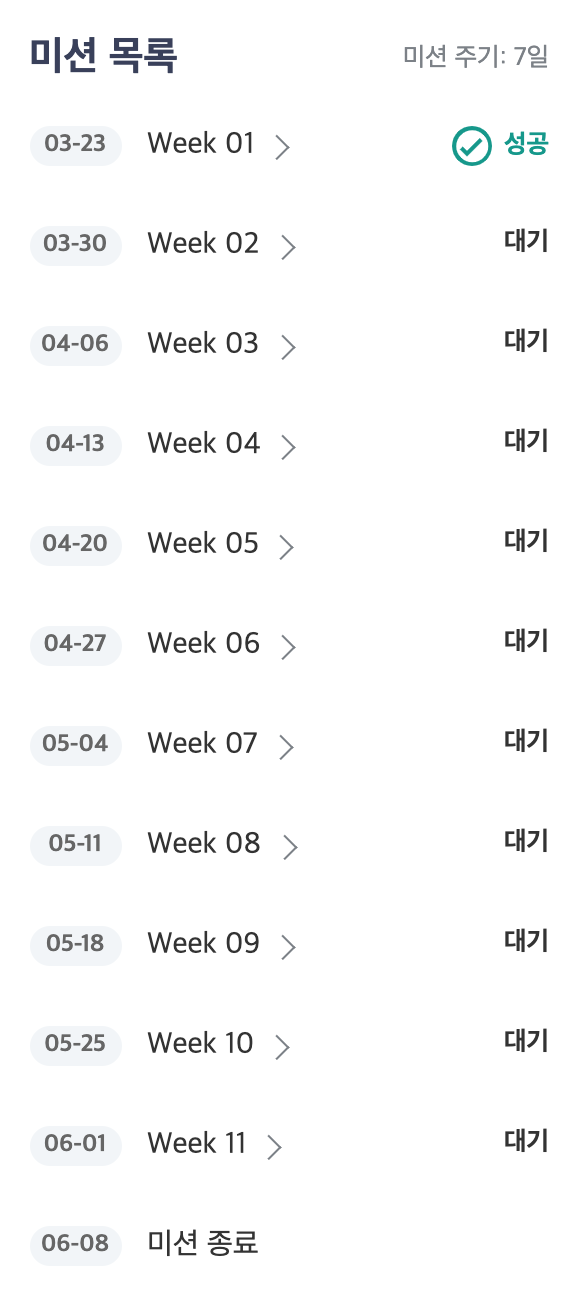 미션 목록 미션 주기: 7일
03-23 Week 01 성공
03-30 Week 02 대기
04-06 Week 03 대기
04-13 Week 04 대기
04-20 Week 05 대기
04-27 Week 06 대기
05-04 Week 07 대기
05-11 Week 08 대기
05-18 Week 09 대기
05-25 Week 10 대기
06-01 Week 11 대기
06-08 미션 종료